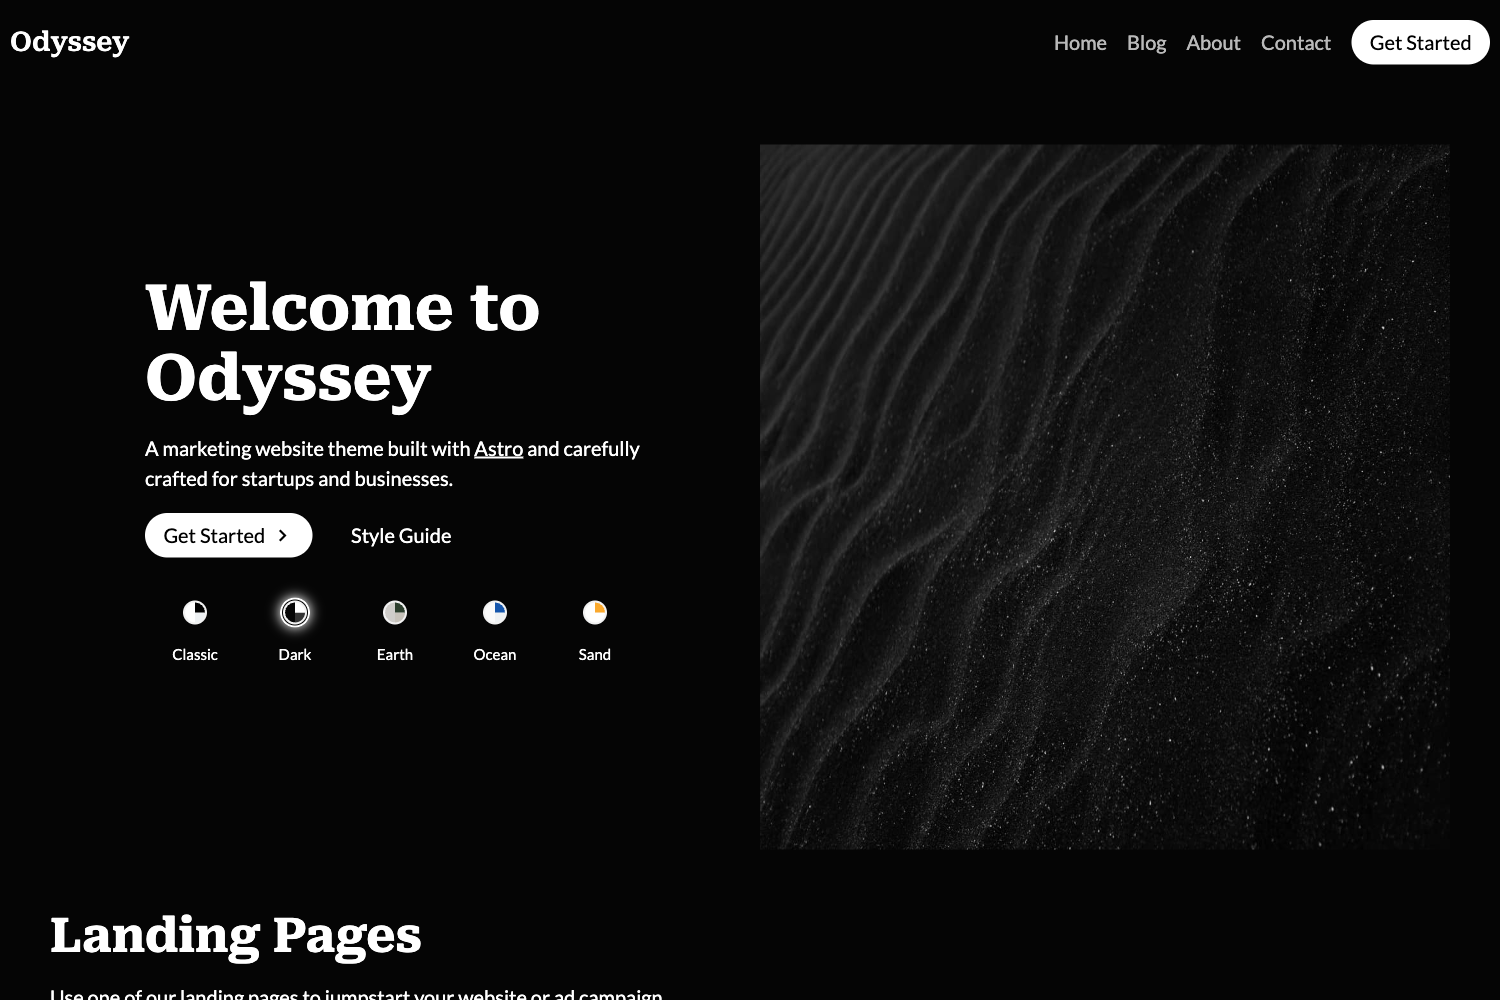 Odyssey
Home Blog About Contact Get Started
Welcome to
Odyssey
A marketing website theme built with Astro and carefully
crafted for startups and businesses.
Get Started Style Guide
Classic Dark Earth Ocean Sand
Landing Pages
Use one of our landing pages to jumpstart your website or ad campaign